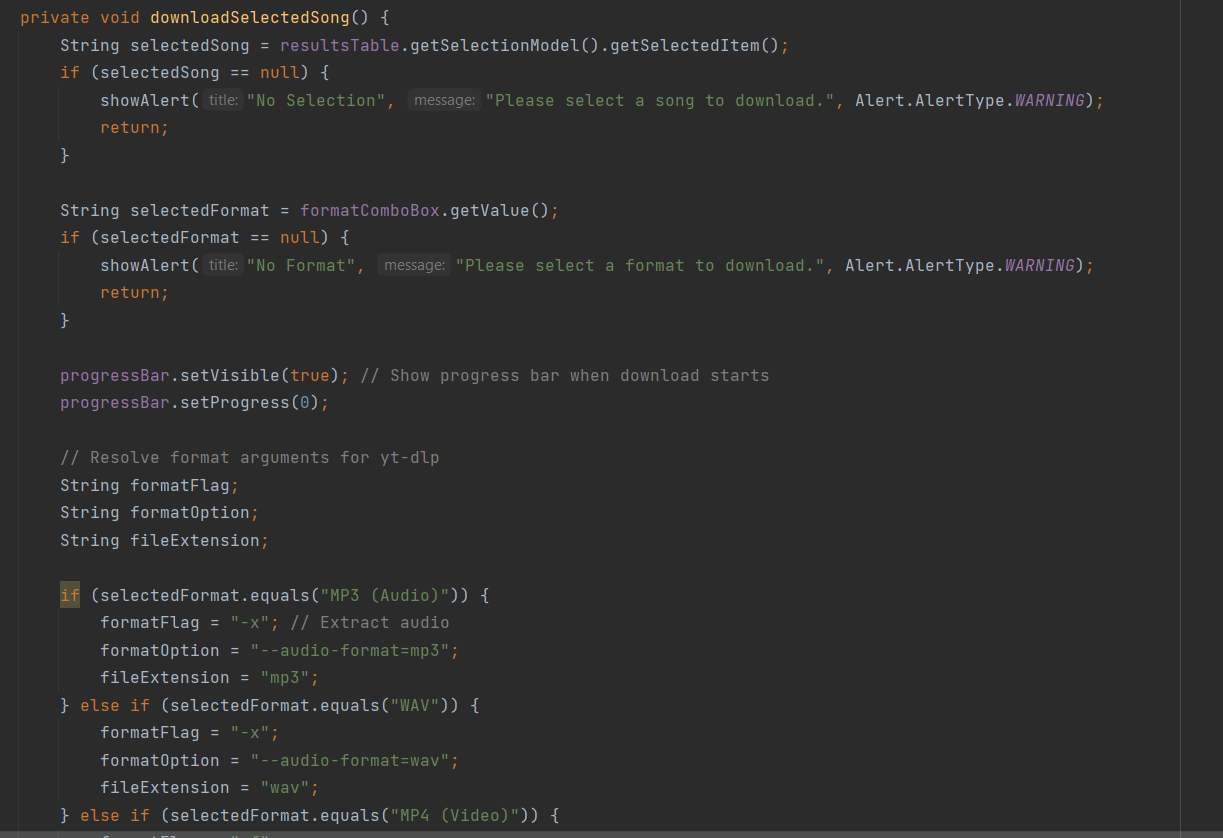 private void downloadSelectedSong() {
String selectedSong = resultsTable.getSelectionModel().getSelectedItem();
if (selectedSong == null) {
showAlert( title: "No Selection", message: "Please select a song to download.", Alert.AlertType.WARNING);
return;
}
String selectedFormat = formatComboBox.getValue();
if (selectedFormat == null) {
showAlert( title: "No Format", message: "Please select a format to download.", Alert.AlertType.WARNING);
return;
}
progressBar.setVisible(true); // Show progress bar when download starts
progressBar.setProgress(0);
// Resolve format arguments for yt-dlp
String formatFlag;
String formatOption;
String fileExtension;
if (selectedFormat.equals("MP3 (Audio)")) {
formatFlag = "-x"; // Extract audio
formatOption = "--audio-format=mp3";
fileExtension = "mp3";
} else if (selectedFormat.equals("WAV")) {
formatFlag = "-x";
formatOption = "--audio-format=wav";
fileExtension = "wav";
} else if (selectedFormat.equals("MP4 (Video)")) {